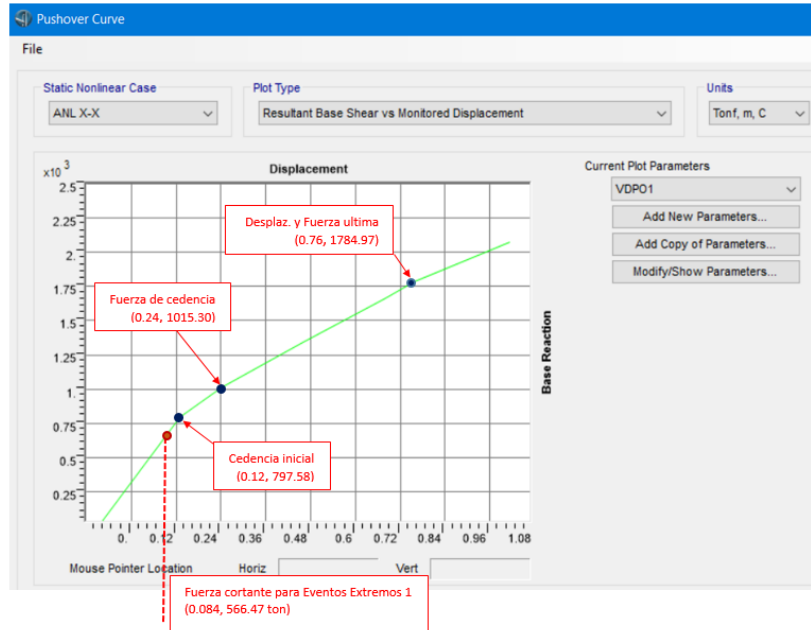 Pushover Curve
File
Static Nonlinear Case
Plot Type
Units
ANL X-X
Resultant Base Shear vs Monitored Displacement
Tonf, m, C
x10 3
Displacement
Current Plot Parameters
VDPO1
Add New Parameters...
Add Copy of Parameters...
Modify/Show Parameters...
2.5
2.25
2.
1.75
1.5
1.25
1.
0.75
0.5
0.25
Desplaz. y Fuerza ultima
(0.76, 1784.97)
Fuerza de cedencia
(0.24, 1015.30)
Cedencia inicial
(0.12, 797.58)
Base Reaction
0. 0.12 0.24 0.36 0.48 0.6 0.72 0.84 0.96 1.08
Mouse Pointer Location Horiz Vert
Fuerza cortante para Eventos Extremos 1
(0.084, 566.47 ton)